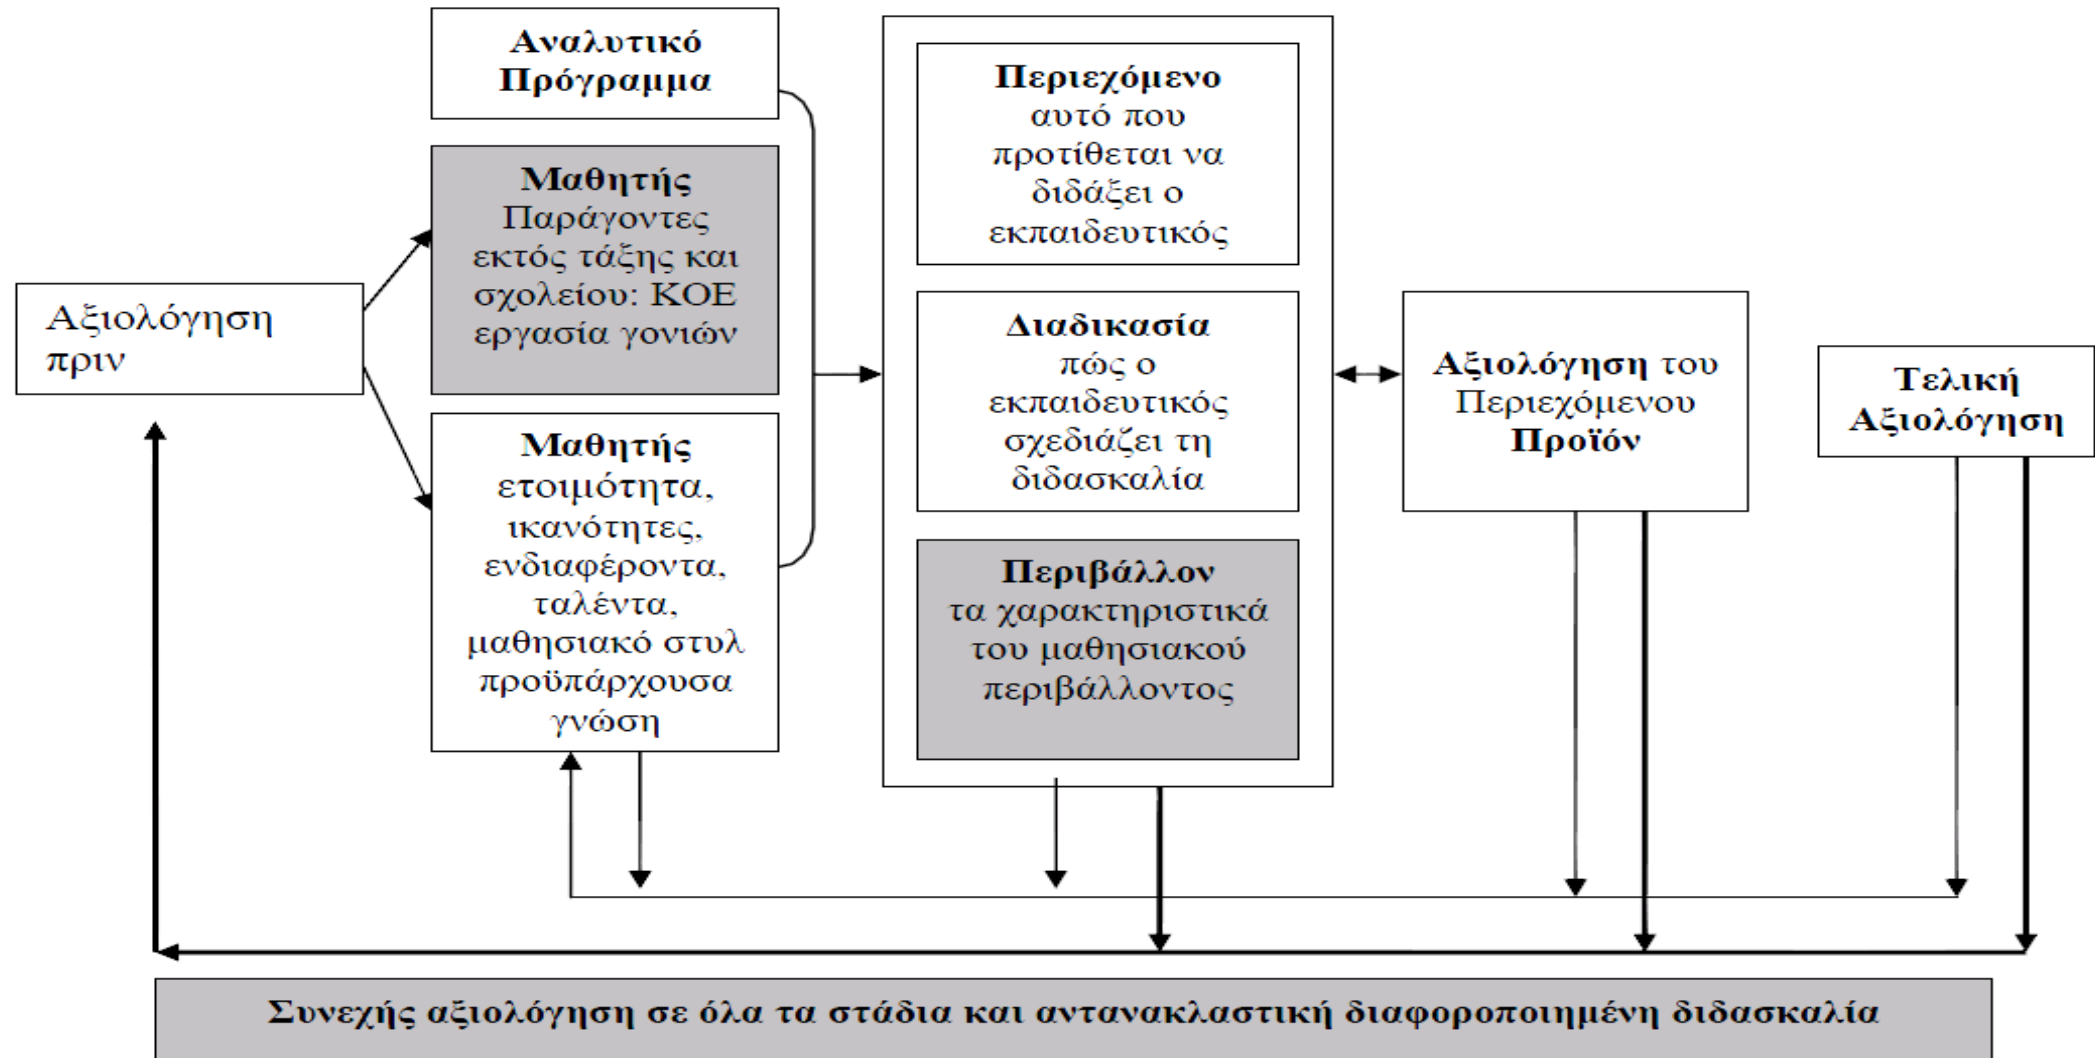 Αναλυτικό
Πρόγραμμα
Μαθητής
Παράγοντες
εκτός τάξης και
σχολείου: ΚΟΕ
εργασία γονιών
Αξιολόγηση
πριν
Μαθητής
ετοιμότητα,
ικανότητες,
ενδιαφέροντα,
ταλέντα,
μαθησιακό στυλ
προϋπάρχουσα
γνώση
Περιεχόμενο
αυτό που
προτίθεται να
διδάξει ο
εκπαιδευτικός
Διαδικασία
πώς ο
εκπαιδευτικός
σχεδιάζει τη
διδασκαλία
Περιβάλλον
τα χαρακτηριστικά
του μαθησιακού
περιβάλλοντος
Αξιολόγηση του
Περιεχόμενου
Προϊόν
Τελική
Αξιολόγηση
Συνεχής αξιολόγηση σε όλα τα στάδια και αντανακλαστική διαφοροποιημένη διδασκαλία